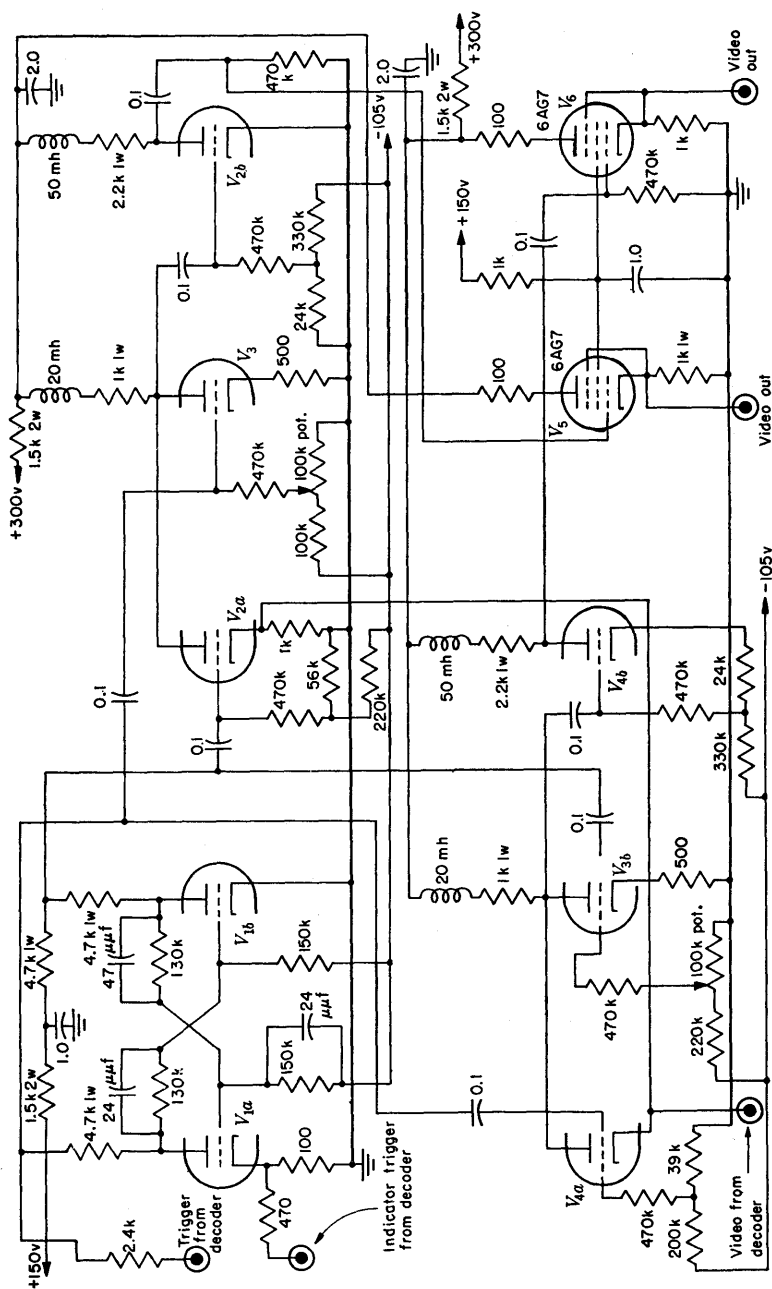 +300v
1.5k 2w
2.0
20 mh
1k 1w
50 mh
2.2k 1w
0.1
470
k
V2b
0.1
470k
330k
24k
-105v
V3
500
470k
100k pot.
100k
0.1
V2a
1k
470k
56k
220k
0.1
+150v
1.5k 2w
1.0
4.7k 1w
4.7k 1w
4.7k 1w
24
μμf
130k
47
μμf
130k
V1a
V1b
150k
24
μμf
150k
100
470
2.4k
Trigger
from
decoder
Indicator trigger
from decoder
2.0
1.5k 2w
+300v
100
6AG7
V6
Video
out
1k
470k
0.1
+150v
1k
1.0
100
6AG7
V5
1k 1w
Video out
50 mh
2.2k 1w
V4b
24k
470k
330k
-105v
0.1
20 mh
1k 1w
0.1
V3b
500
470k
100k pot.
220k
0.1
V4a
470k
39k
200k
Video from
decoder